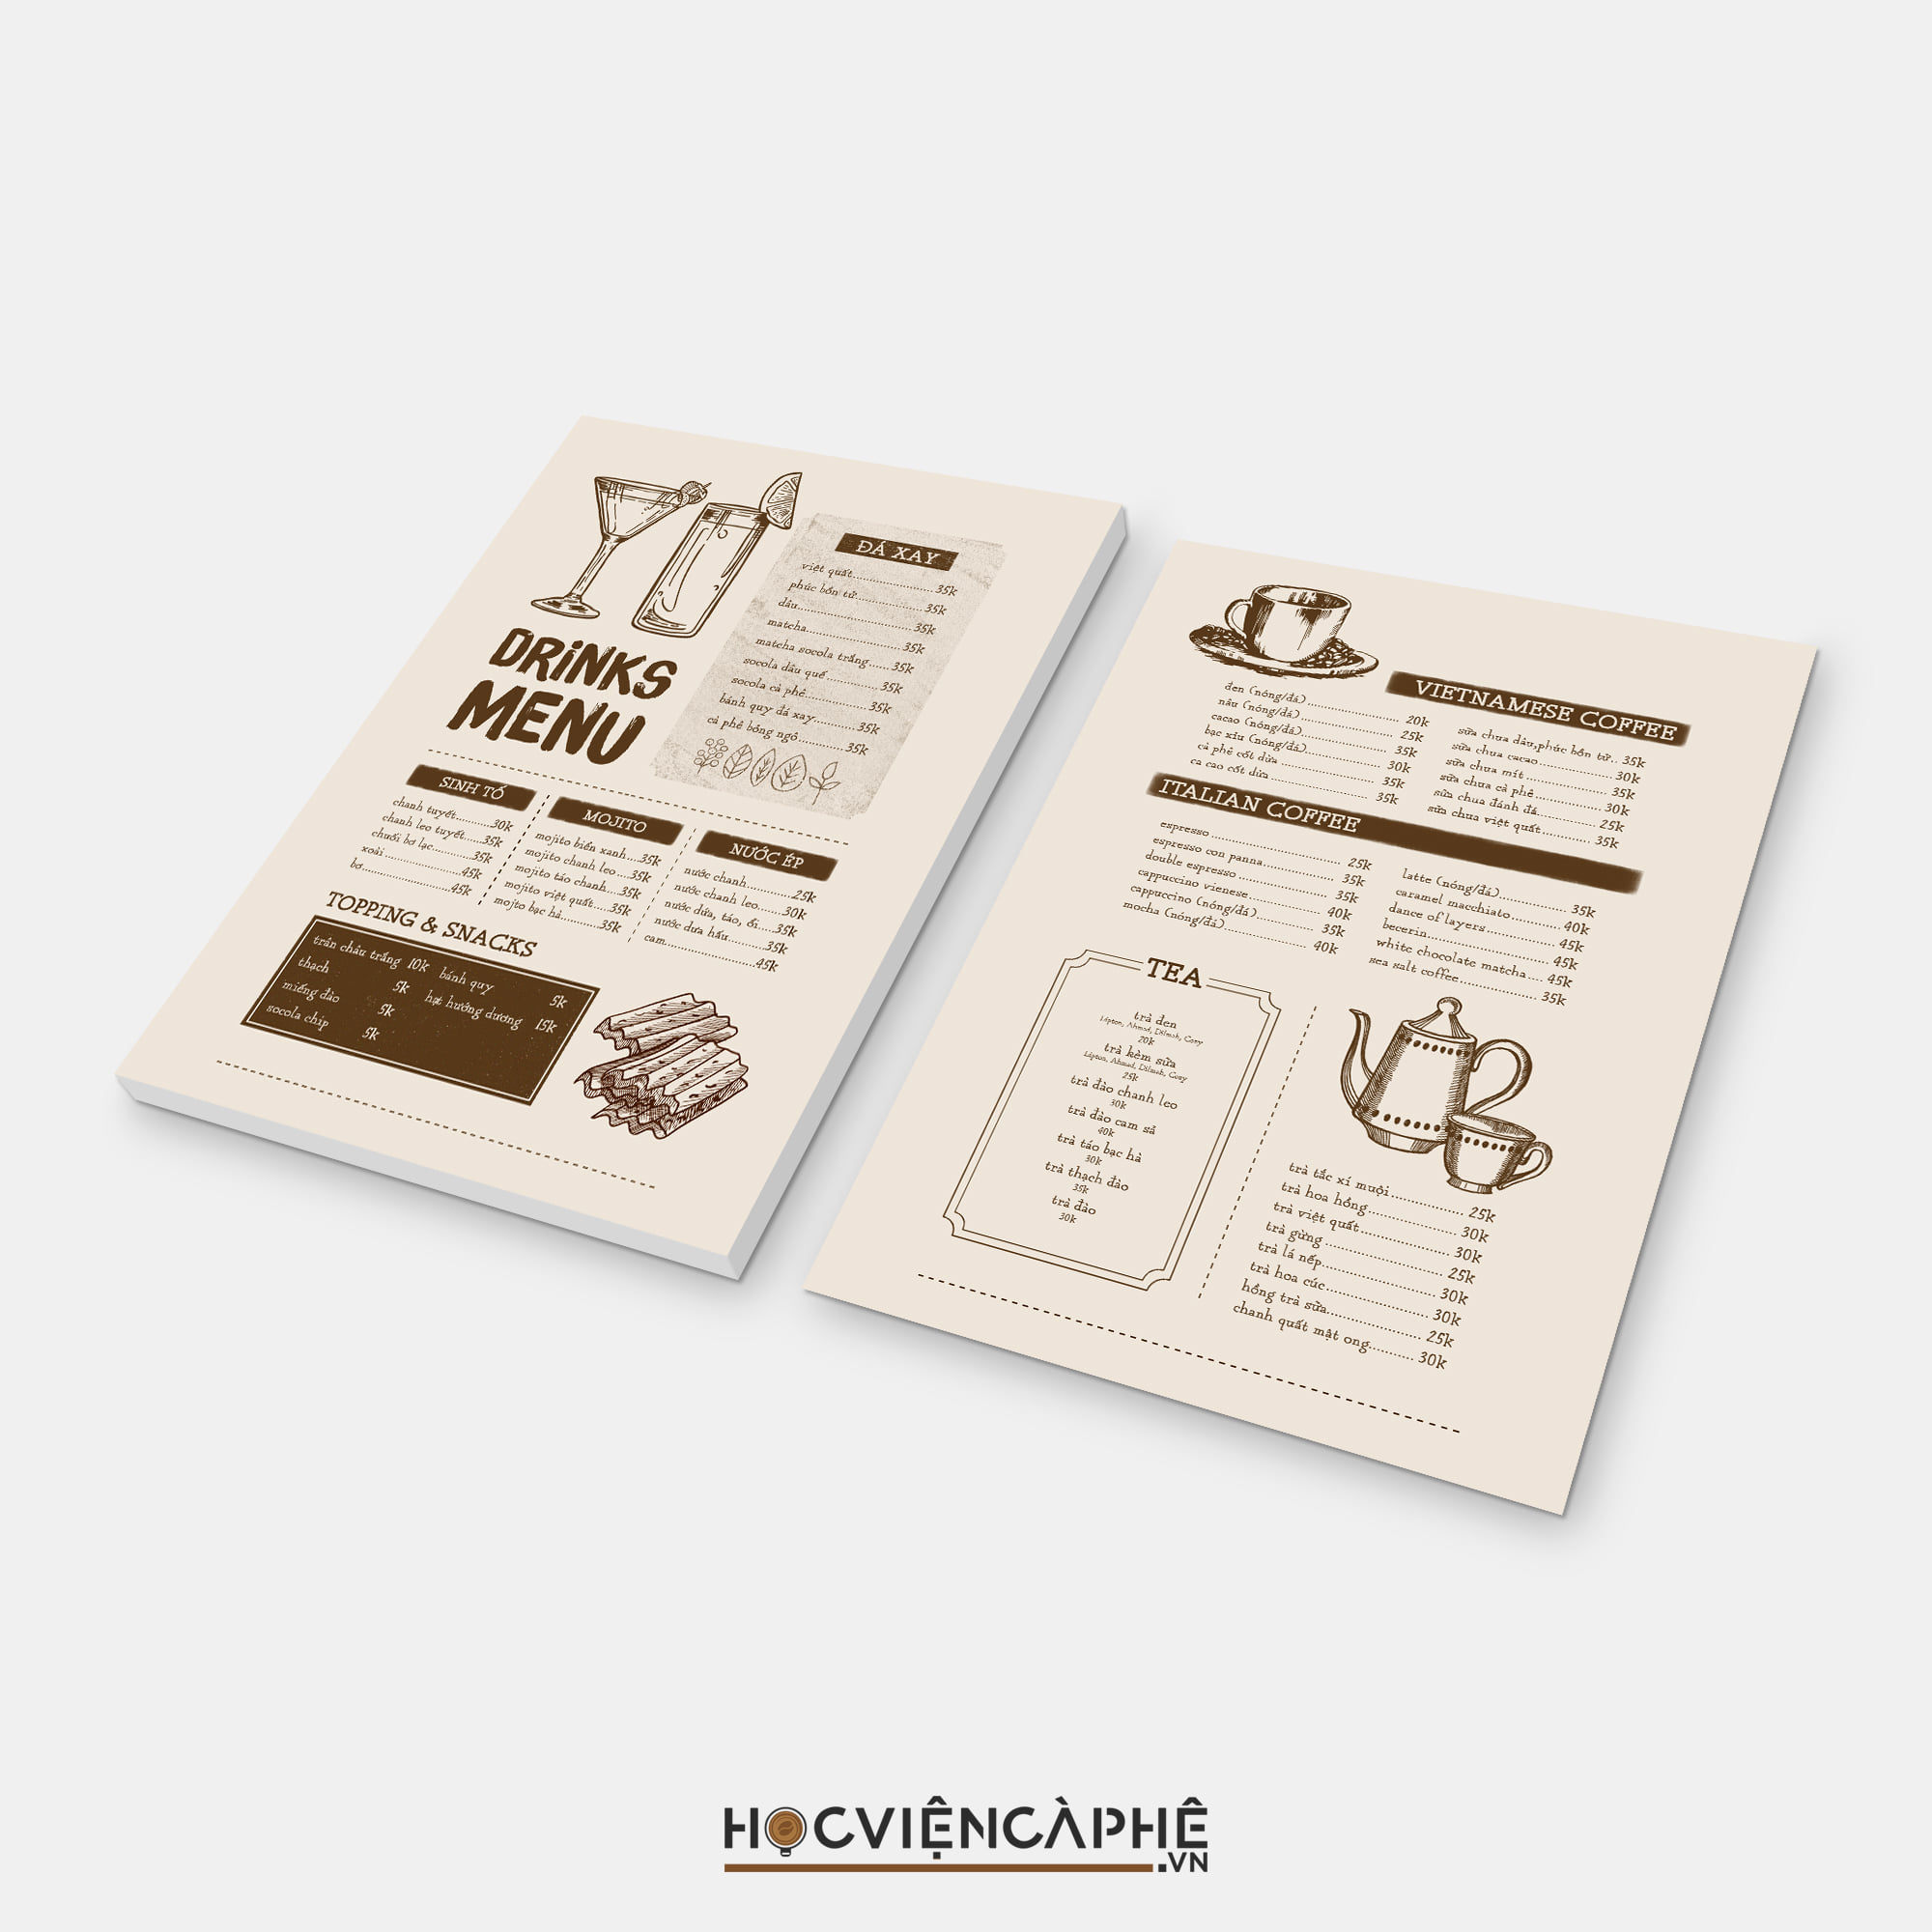 DRiNKS
MENU
ĐÁ XAY
việt quất..........35k
phúc bồn tử..........35k
dâu..........35k
matcha..........35k
matcha socola trắng......35k
socola dâu quế..........35k
socola cà phê..........35k
bánh quy đá xay..........35k
cà phê bỏng ngô..........35k
SINH TỐ
chanh tuyết..........30k
chanh leo tuyết.....35k
chuối bơ lạc..........35k
xoài..........45k
bơ..........45k
MOJITO
mojito biển xanh....35k
mojito chanh leo....35k
mojito táo chanh...35k
mojito việt quất.....35k
mojto bạc hà..........35k
NƯỚC ÉP
nước chanh..........25k
nước chanh leo.......30k
nước dứa, táo, ổi....35k
nước dưa hấu.........35k
cam..........45k
TOPPING & SNACKS
trân châu trắng 10k
thạch 5k
miếng đào 5k
socola chip 5k
bánh quy 5k
hạt hướng dương 15k
VIETNAMESE COFFEE
đen (nóng/đá).......... 20k
nâu (nóng/đá).......... 25k
cacao (nóng/đá).......... 35k
bạc xỉu (nóng/đá).......... 30k
cà phê cốt dừa .......... 35k
ca cao cốt dừa .......... 35k
sữa chua dâu,phúc bồn tử.. 35k
sữa chua cacao.......... 30k
sữa chua mít .......... 35k
sữa chua cà phê.......... 30k
sữa chua đánh đá.......... 25k
sữa chua việt quất.......... 35k
ITALIAN COFFEE
espresso .......... 25k
espresso con panna.......... 35k
double espresso .......... 35k
cappuccino vienese.......... 40k
cappuccino (nóng/đá).......... 35k
mocha (nóng/đá).......... 40k
latte (nóng/đá).......... 35k
caramel macchiato.......... 40k
dance of layers.......... 45k
becerin.......... 45k
white chocolate matcha.... 45k
sea salt coffee.......... 35k
TEA
trà đen
Lipton, Ahmad, Dilmah, Cozy
20k
trà kèm sữa
Lipton, Ahmad, Dilmah, Cozy
25k
trà đào chanh leo
30k
trà đào cam sả
40k
trà táo bạc hà
30k
trà thạch đào
35k
trà đào
30k
trà tắc xí muội.......... 25k
trà hoa hồng.......... 30k
trà việt quất.......... 30k
trà gừng .......... 25k
trà lá nếp.......... 30k
trà hoa cúc.......... 30k
hồng trà sữa.......... 25k
chanh quất mật ong.......... 30k
HỌCVIỆNCÀPHÊ
.VN